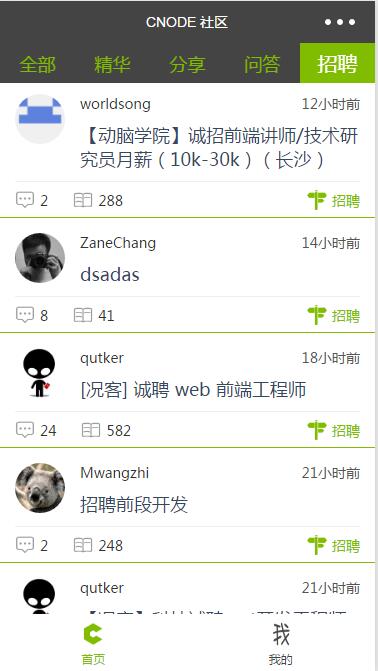 CNODE 社区
全部 精华 分享 问答 招聘
worldsong 12小时前
【动脑学院】诚招前端讲师/技术研
究员月薪（10k-30k）（长沙）
2 288 招聘
ZaneChang 14小时前
dsadas
8 41 招聘
qutker 18小时前
[况客] 诚聘 web 前端工程师
24 582 招聘
Mwangzhi 21小时前
招聘前段开发
2 248 招聘
qutker 21小时前
我
首页 我的